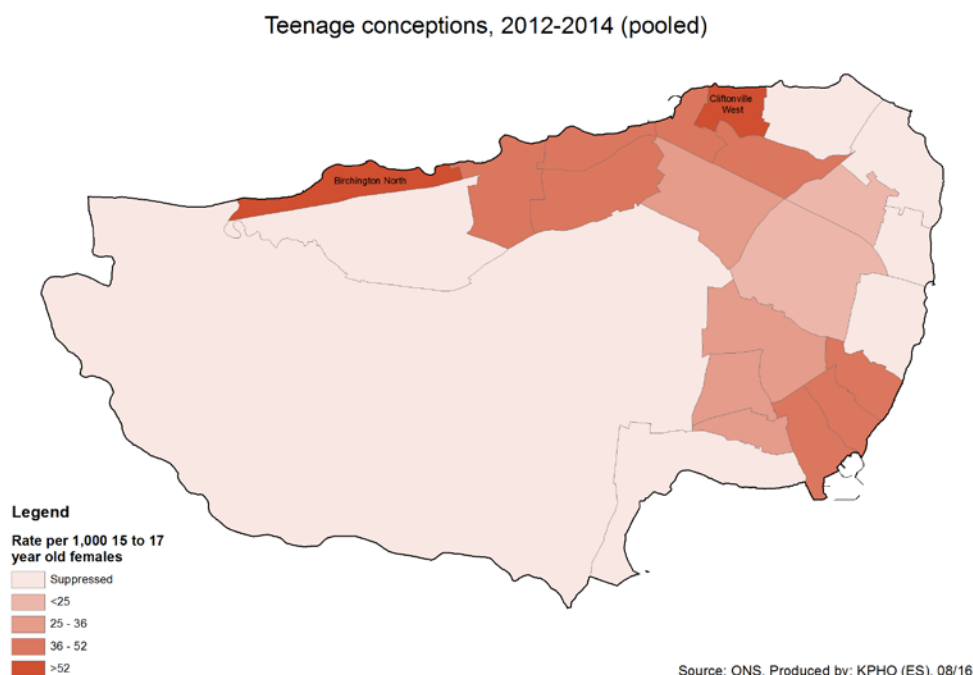 Teenage conceptions, 2012-2014 (pooled)
Cliftonville
West
Birchington North
Legend
Rate per 1,000 15 to 17
year old females
Suppressed
<25
25 - 36
36 - 52
>52
Source: ONS, Produced by: KPHO (ES), 08/16